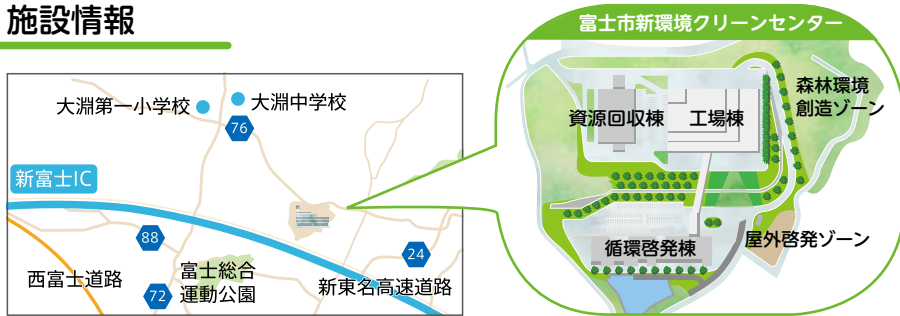 施設情報
大淵第一小学校
大淵中学校
76
新富士IC
88
西富士道路
富士総合
運動公園
72
24
新東名高速道路
富士市新環境クリーンセンター
森林環境
創造ゾーン
資源回収棟
工場棟
循環啓発棟
屋外啓発ゾーン